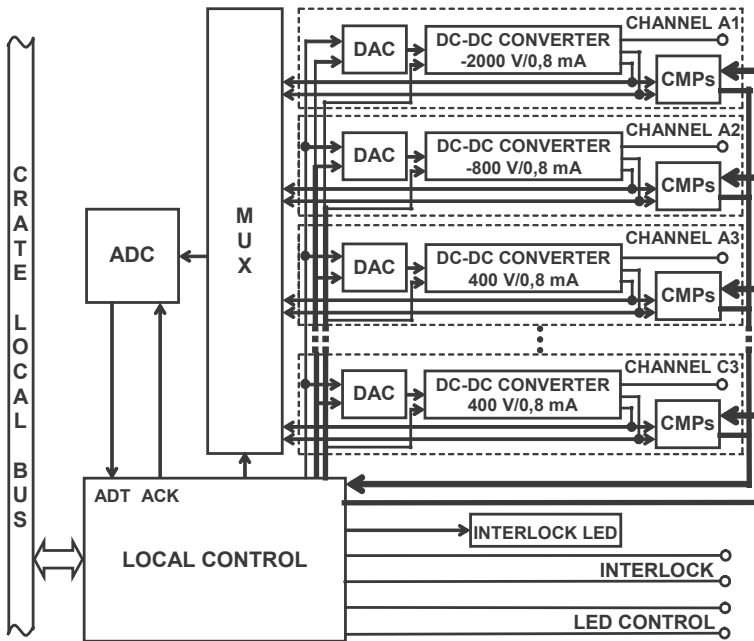 CRATE LOCAL BUS
MUX
ADC
ADT ACK
LOCAL CONTROL
CHANNEL A1
DAC
DC-DC CONVERTER
-2000 V/0,8 mA
CMPs
CHANNEL A2
DAC
DC-DC CONVERTER
-800 V/0,8 mA
CMPs
CHANNEL A3
DAC
DC-DC CONVERTER
400 V/0,8 mA
CMPs
CHANNEL C3
DAC
DC-DC CONVERTER
400 V/0,8 mA
CMPs
INTERLOCK LED
INTERLOCK
LED CONTROL